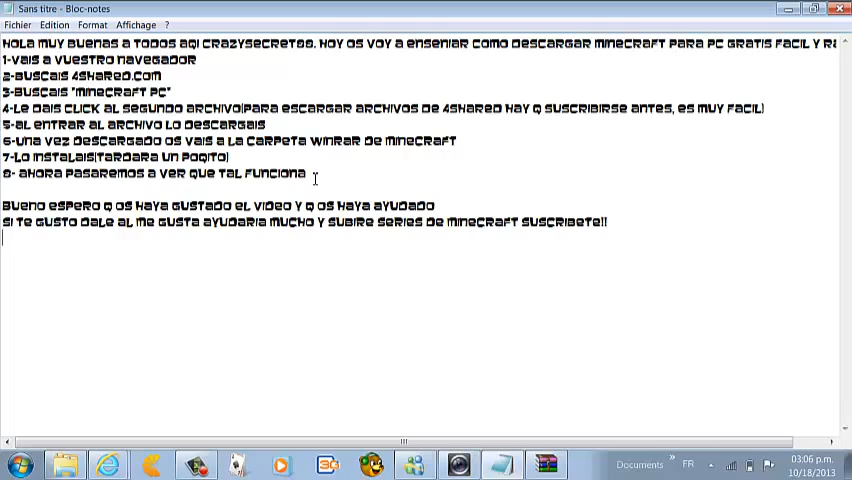 Sans titre - Bloc-notes
Fichier Edition Format Affichage ?
HOLA MUY BUENAS A TODOS AQI CRAZYSECRET00. HOY OS VOY A ENSENIAR COMO DESCARGAR MINECRAFT PARA PC GRATIS FACIL Y RA
1-VAIS A VUESTRO NAVEGADOR
2-BUSCAIS 4SHARED.COM
3-BUSCAIS "MINECRAFT PC"
4-LE DAIS CLICK AL SEGUNDO ARCHIVO(PARA ESCARGAR ARCHIVOS DE 4SHARED HAY Q SUSCRIBIRSE ANTES, ES MUY FACIL)
5-AL ENTRAR AL ARCHIVO LO DESCARGAIS
6-UNA VEZ DESCARGADO OS VAIS A LA CARPETA WINRAR DE MINECRAFT
7-LO INSTALAIS(TARDARA UN POQITO)
8- AHORA PASAREMOS A VER QUE TAL FUNCIONA
BUENO ESPERO Q OS HAYA GUSTADO EL VIDEO Y Q OS HAYA AYUDADO
SI TE GUSTO DALE AL ME GUSTA AYUDARIA MUCHO Y SUBIRE SERIES DE MINECRAFT SUSCRIBETE!!
Documents » FR 03:06 p.m.
10/18/2013